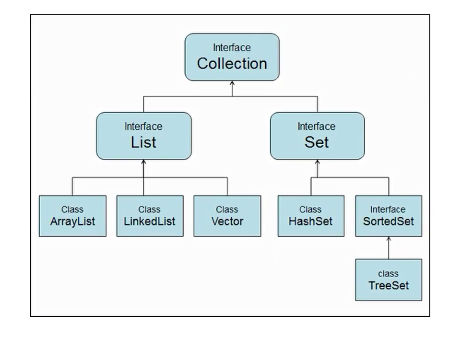 Interface
Collection
Interface
List
Interface
Set
Class
ArrayList
Class
LinkedList
Class
Vector
Class
HashSet
Interface
SortedSet
class
TreeSet